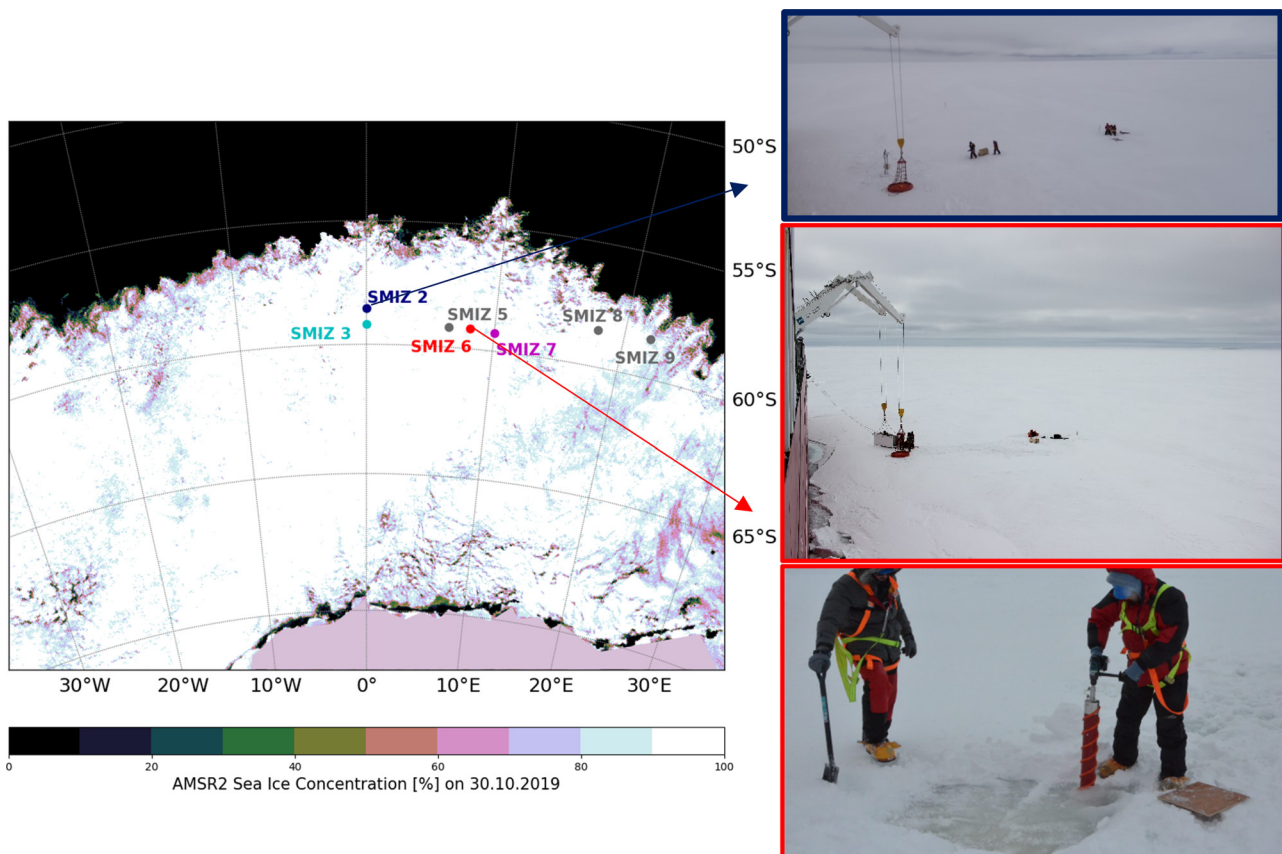 50°S
55°S
60°S
65°S
SMIZ 2
SMIZ 3
SMIZ 5
SMIZ 6
SMIZ 7
SMIZ 8
SMIZ 9
30°W 20°W 0° 10°E 20°E 30°E
0 20 40 60 80 100
AMSR2 Sea Ice Concentration [%] on 30.10.2019